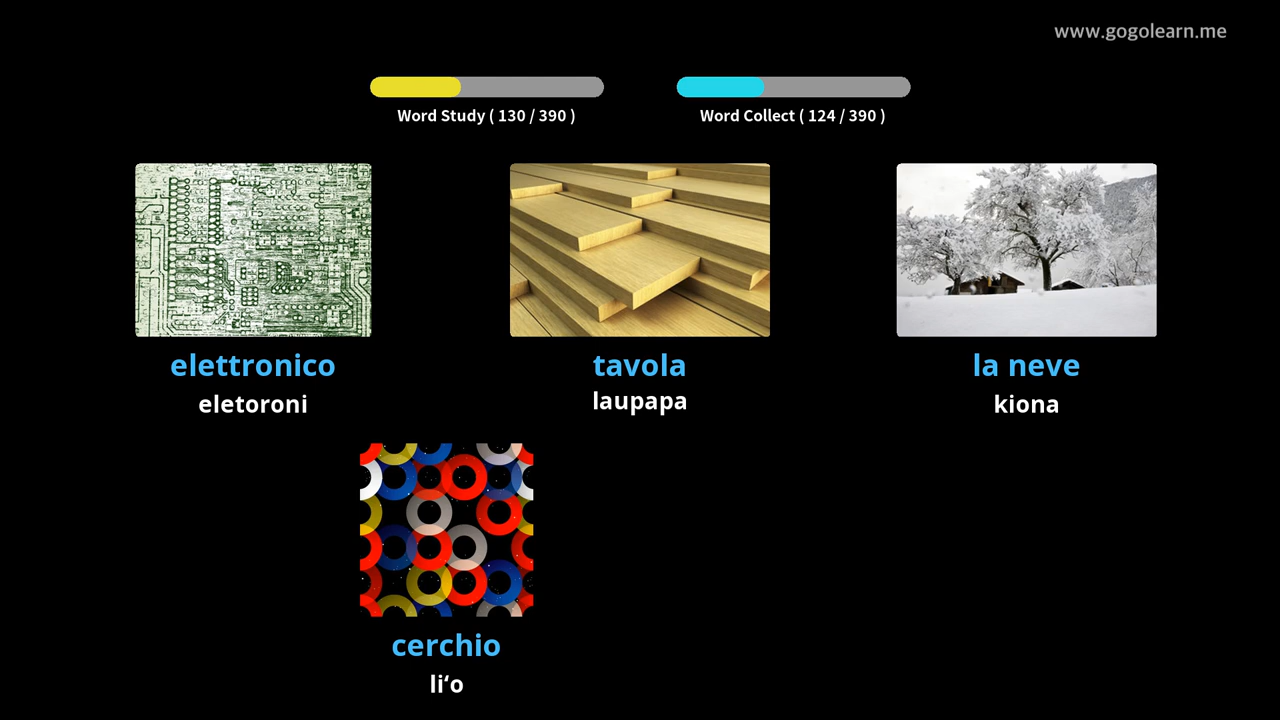 www.gogolearn.me
Word Study ( 130 / 390 )
Word Collect ( 124 / 390 )
elettronico
tavola
la neve
eletoroni
laupapa
kiona
cerchio
liʻo